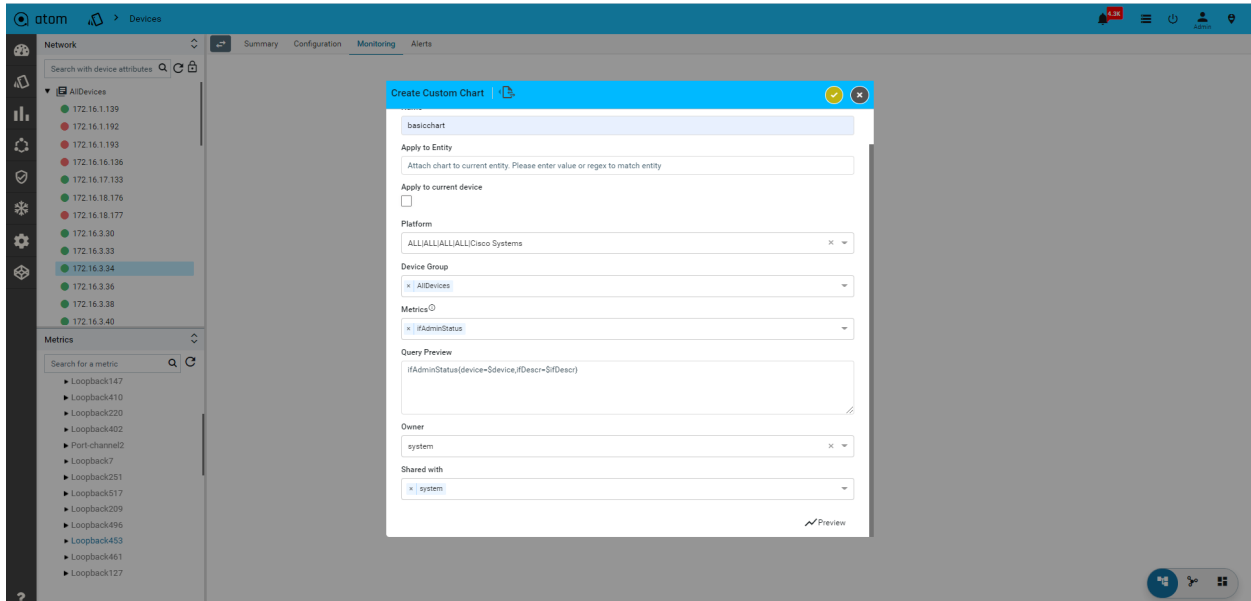 atom
> Devices
4.3K
Admin
Network
Summary Configuration Monitoring Alerts
Search with device attributes
AllDevices
172.16.1.139
172.16.1.192
172.16.1.193
172.16.16.136
172.16.17.133
172.16.18.176
172.16.18.177
172.16.3.30
172.16.3.33
172.16.3.34
172.16.3.36
172.16.3.38
172.16.3.40
Metrics
Search for a metric
Loopback147
Loopback410
Loopback220
Loopback402
Port-channel2
Loopback7
Loopback251
Loopback517
Loopback209
Loopback496
Loopback453
Loopback461
Loopback127
?
Create Custom Chart
Name
basicchart
Apply to Entity
Attach chart to current entity. Please enter value or regex to match entity
Apply to current device
Platform
ALL|ALL|ALL|ALL|Cisco Systems
Device Group
× AllDevices
Metrics
× ifAdminStatus
Query Preview
ifAdminStatus{device=$device,ifDescr=$ifDescr}
Owner
system
Shared with
× system
Preview